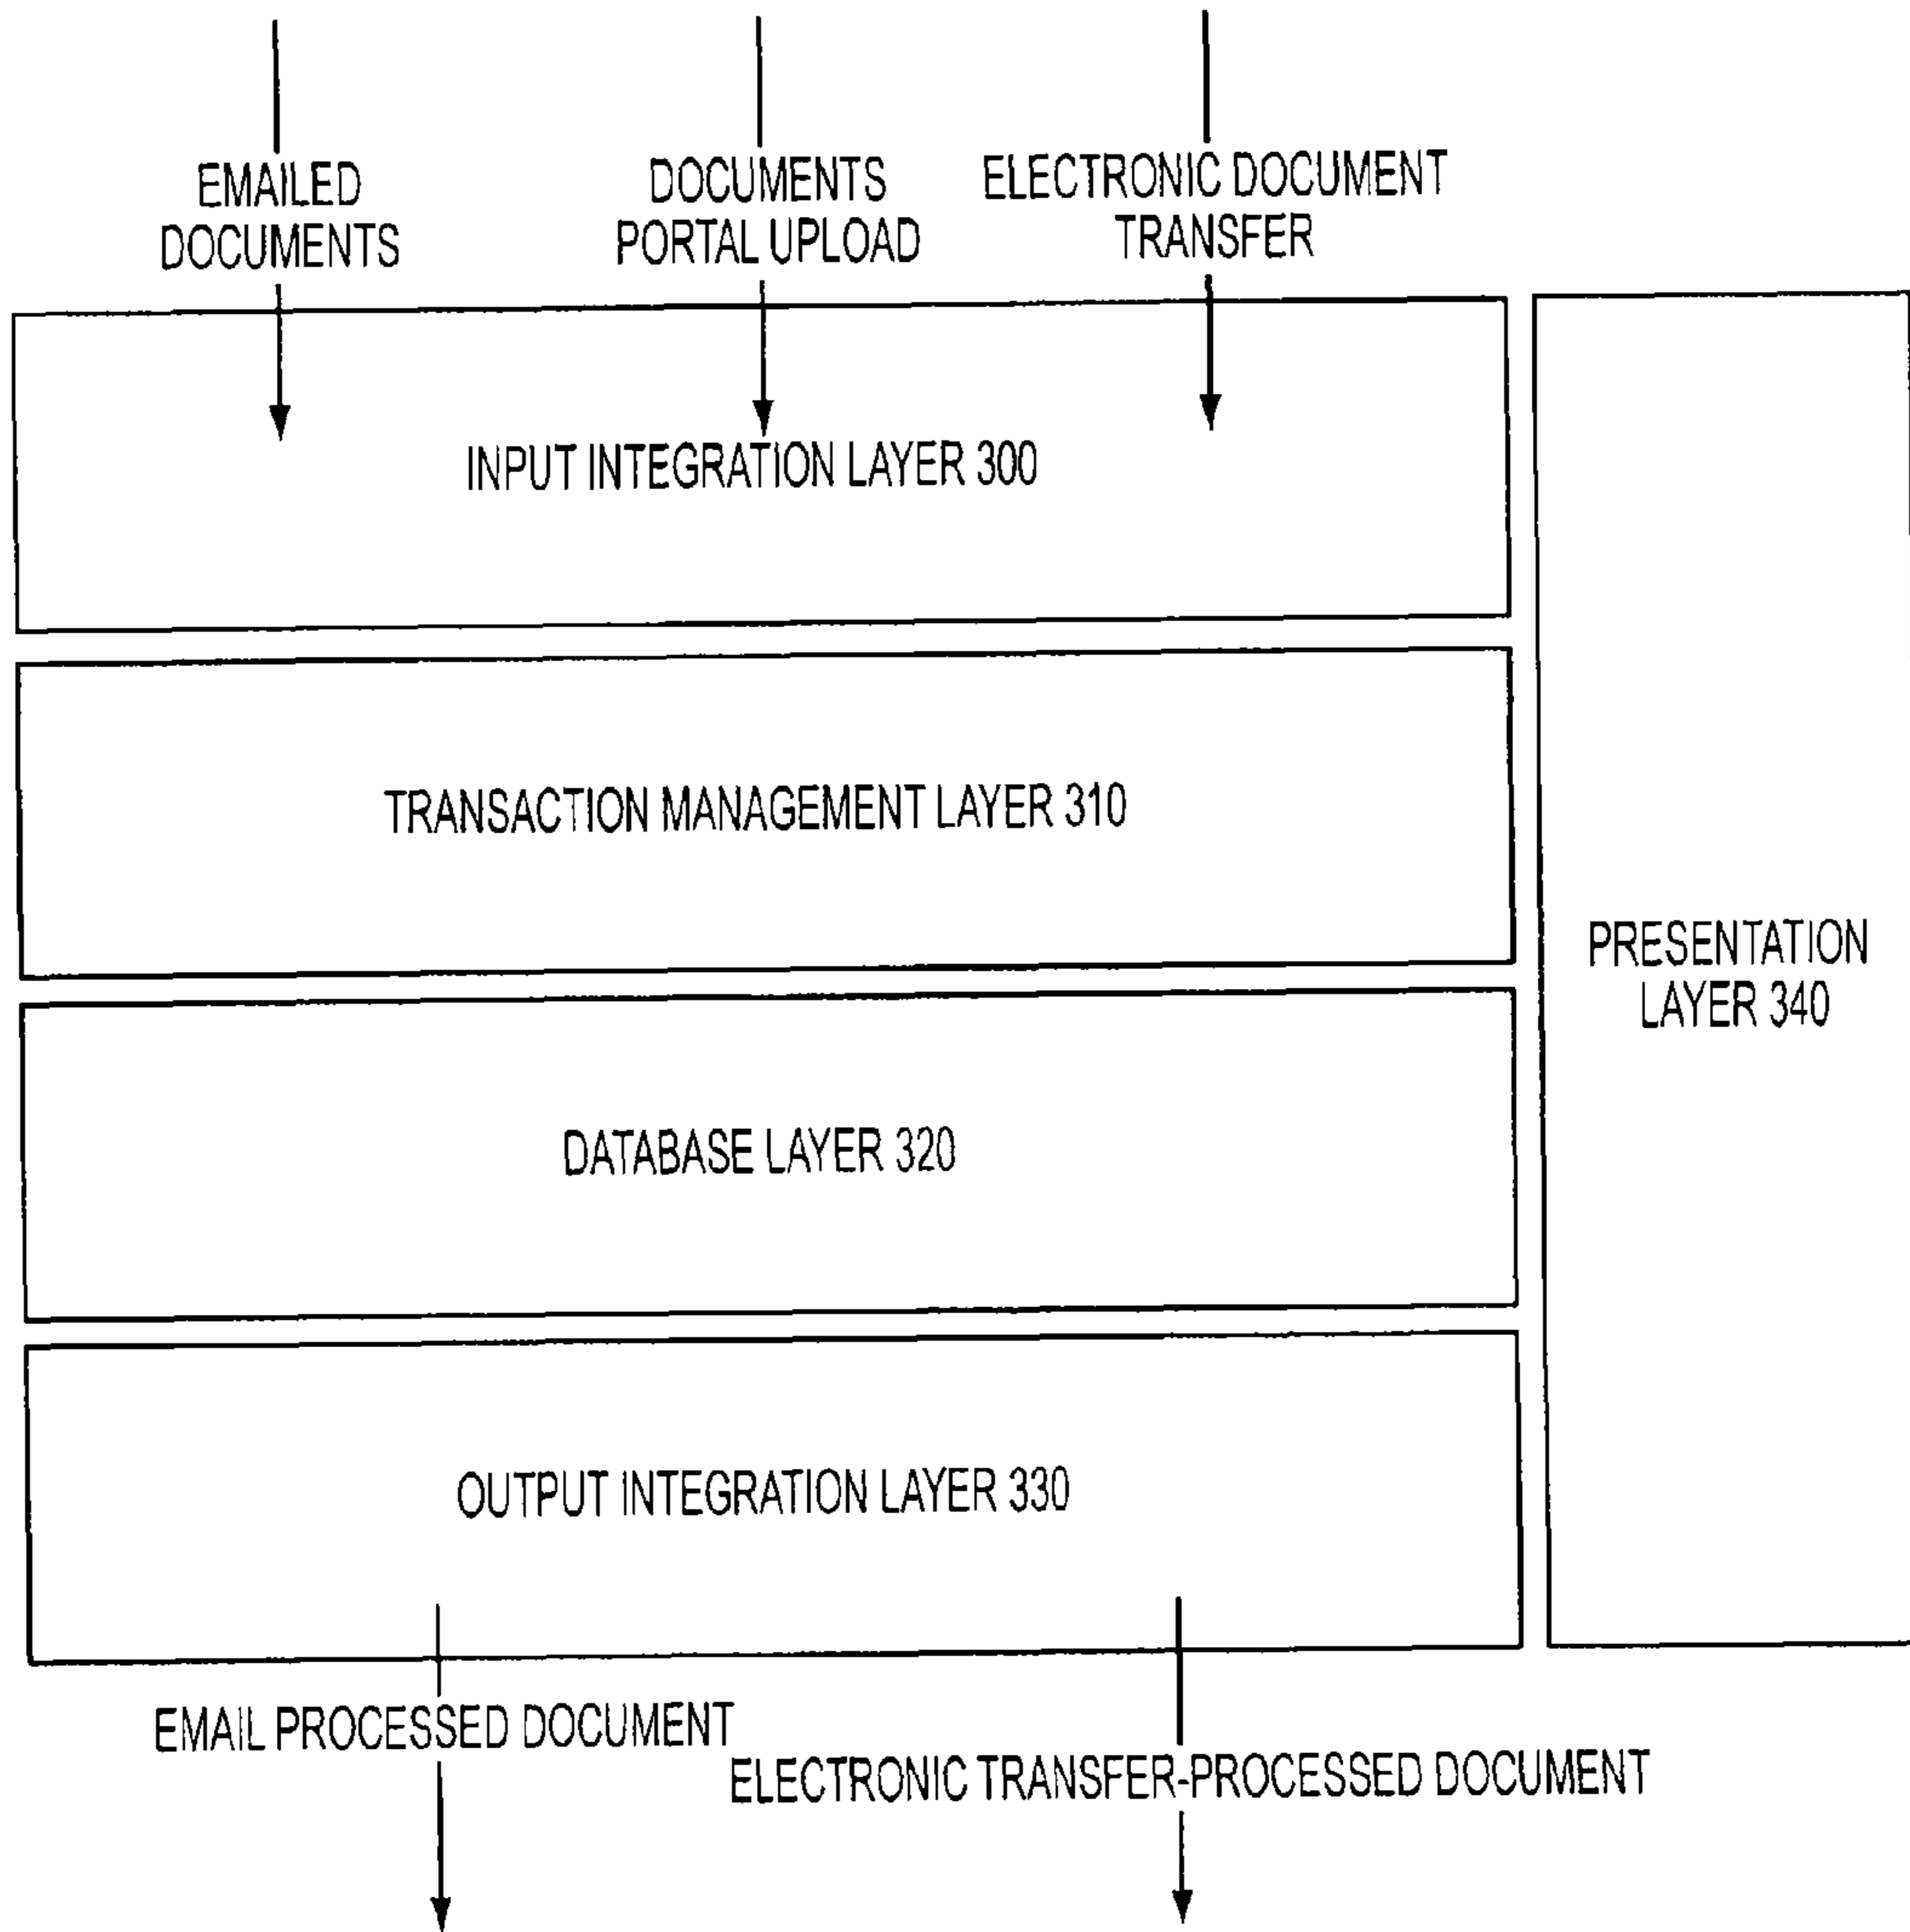 EMAILED
DOCUMENTS
DOCUMENTS
PORTAL UPLOAD
ELECTRONIC DOCUMENT
TRANSFER
INPUT INTEGRATION LAYER 300
TRANSACTION MANAGEMENT LAYER 310
PRESENTATION
LAYER 340
DATABASE LAYER 320
OUTPUT INTEGRATION LAYER 330
EMAIL PROCESSED DOCUMENT
ELECTRONIC TRANSFER-PROCESSED DOCUMENT